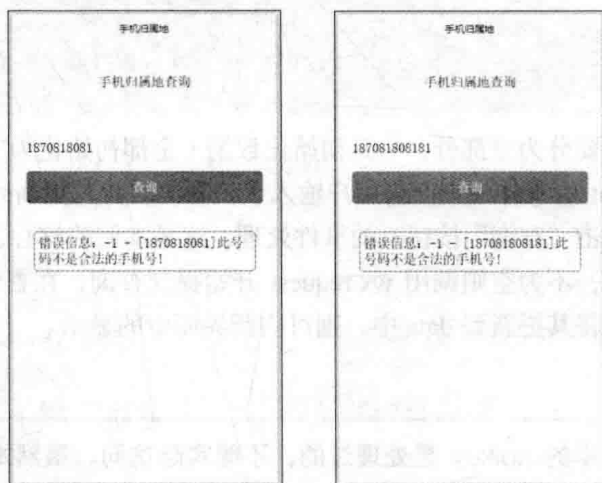 手机归属地
手机归属地查询
1870818081
查询
错误信息：-1 - [1870818081]此号
码不是合法的手机号！
手机归属地
手机归属地查询
187081808181
查询
错误信息：-1 - [187081808181]此
号码不是合法的手机号！